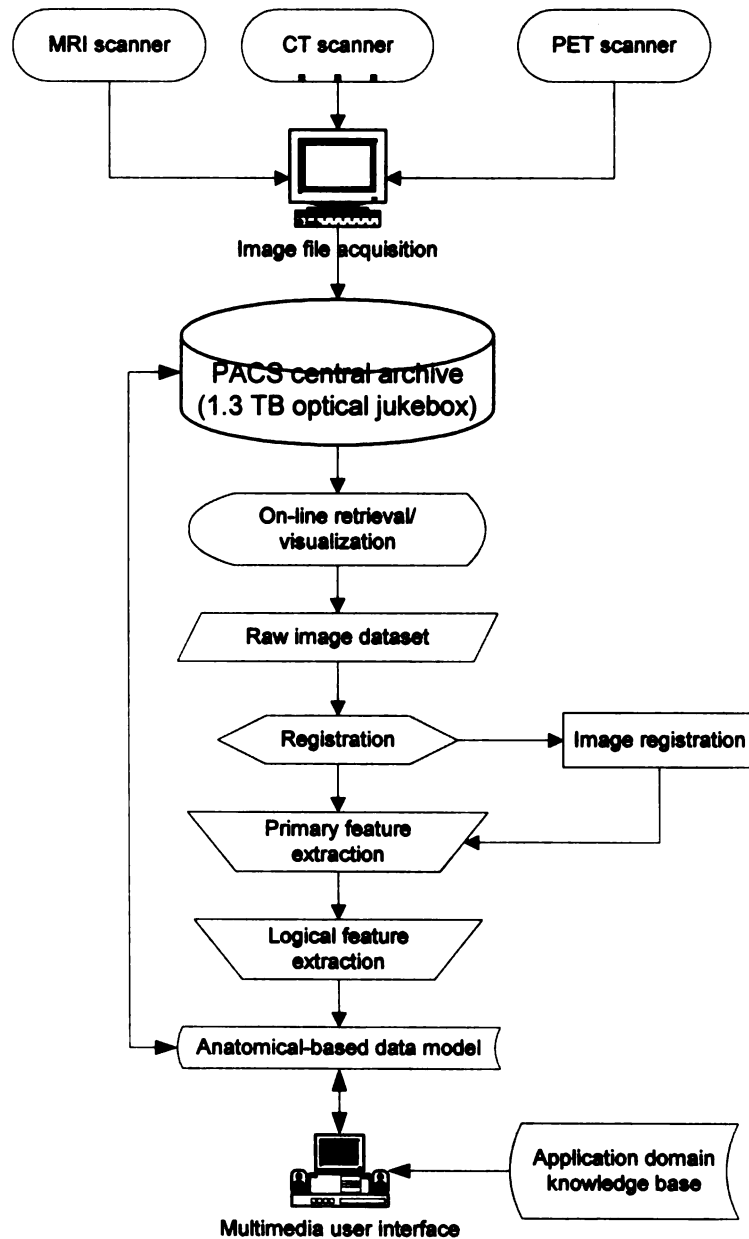 MRI scanner
CT scanner
PET scanner
Image file acquisition
PACS central archive
(1.3 TB optical jukebox)
On-line retrieval/
visualization
Raw image dataset
Registration
Image registration
Primary feature
extraction
Logical feature
extraction
Anatomical-based data model
Application domain
knowledge base
Multimedia user interface